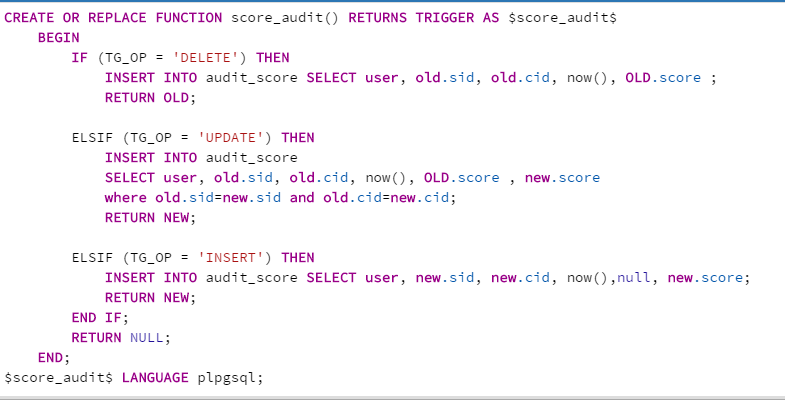 CREATE OR REPLACE FUNCTION score_audit() RETURNS TRIGGER AS $score_audit$
    BEGIN
        IF (TG_OP = 'DELETE') THEN
            INSERT INTO audit_score SELECT user, old.sid, old.cid, now(), OLD.score ;
            RETURN OLD;

        ELSIF (TG_OP = 'UPDATE') THEN
            INSERT INTO audit_score
            SELECT user, old.sid, old.cid, now(), OLD.score , new.score
            where old.sid=new.sid and old.cid=new.cid;
            RETURN NEW;

        ELSIF (TG_OP = 'INSERT') THEN
            INSERT INTO audit_score SELECT user, new.sid, new.cid, now(),null, new.score;
            RETURN NEW;
        END IF;
        RETURN NULL;
    END;
$score_audit$ LANGUAGE plpgsql;